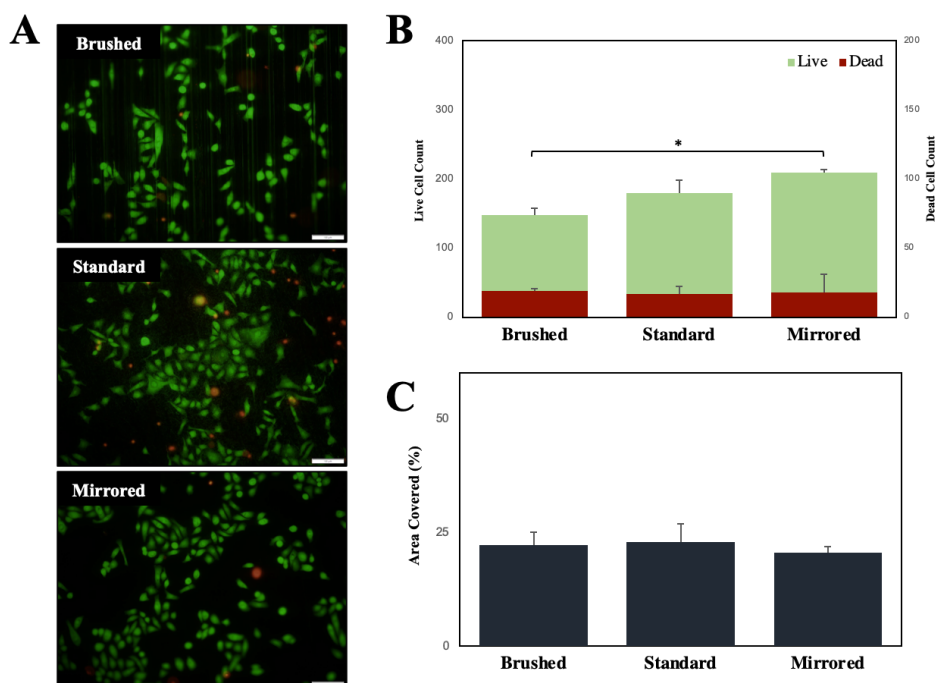 A
Brushed
Standard
Mirrored
B
Live Cell Count
400
300
200
100
0
Live Dead
*
200
150
100
50
0
Dead Cell Count
Brushed Standard Mirrored
C
Area Covered (%)
50
25
0
Brushed Standard Mirrored